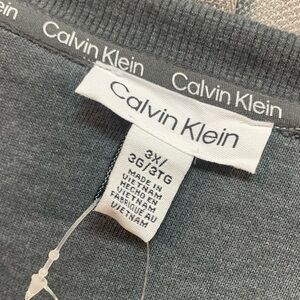 Calvin Klein
Calvin Klein
Calvin Klein
3X/
3G/3TG
MADE IN
VIETNAM
HECHO EN
VIETNAM
FABRIQUÉ AU
VIETNAM